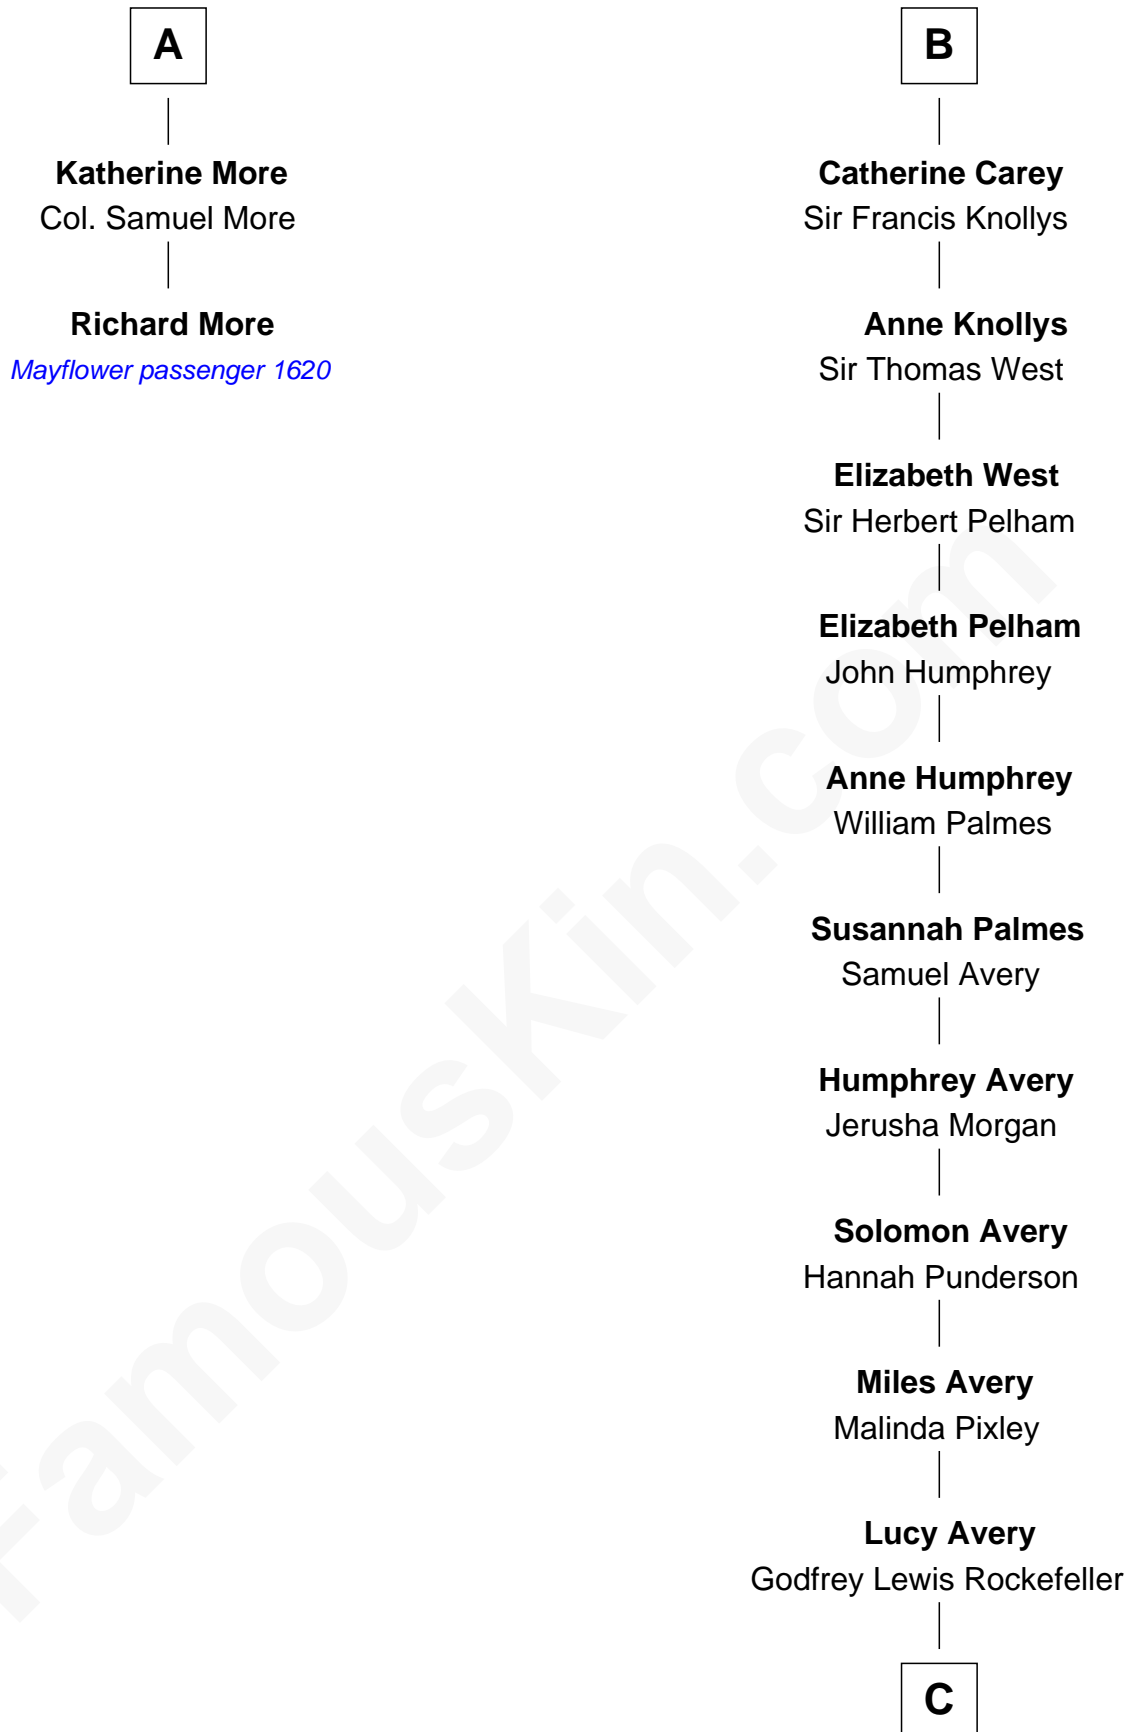 A
Katherine More
Col. Samuel More
Richard More
Mayflower passenger 1620
B
Catherine Carey
Sir Francis Knollys
Anne Knollys
Sir Thomas West
Elizabeth West
Sir Herbert Pelham
Elizabeth Pelham
John Humphrey
Anne Humphrey
William Palmes
Susannah Palmes
Samuel Avery
Humphrey Avery
Jerusha Morgan
Solomon Avery
Hannah Punderson
Miles Avery
Malinda Pixley
Lucy Avery
Godfrey Lewis Rockefeller
C
FamousKin.com